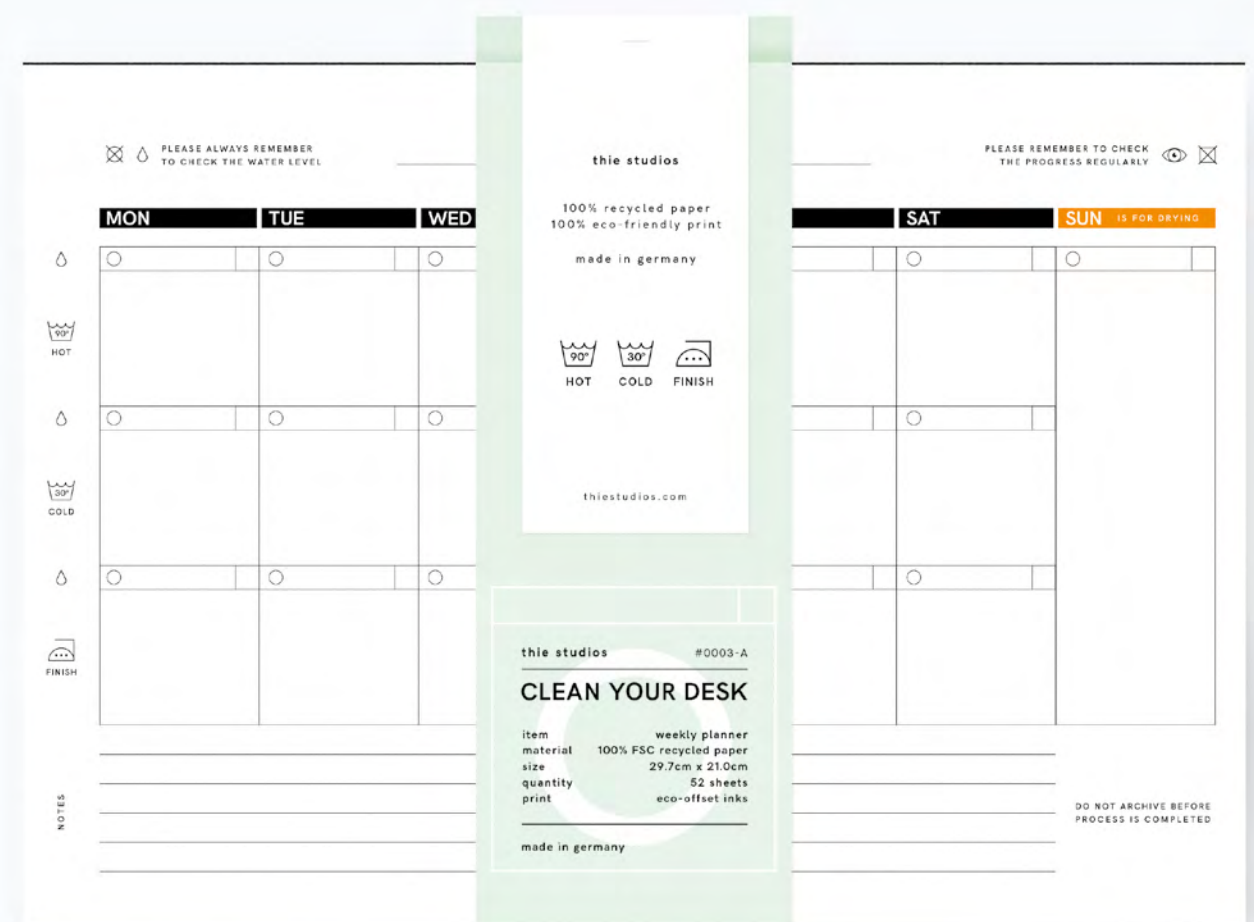 PLEASE ALWAYS REMEMBER
TO CHECK THE WATER LEVEL
PLEASE REMEMBER TO CHECK
THE PROGRESS REGULARLY
MON
TUE
WED
SAT
SUN IS FOR DRYING
90°
HOT
30°
COLD
FINISH
NOTES
DO NOT ARCHIVE BEFORE
PROCESS IS COMPLETED
thie studios
100% recycled paper
100% eco-friendly print
made in germany
90° 30°
HOT COLD FINISH
thiestudios.com
thie studios #0003-A
CLEAN YOUR DESK
item weekly planner
material 100% FSC recycled paper
size 29.7cm x 21.0cm
quantity 52 sheets
print eco-offset inks
made in germany